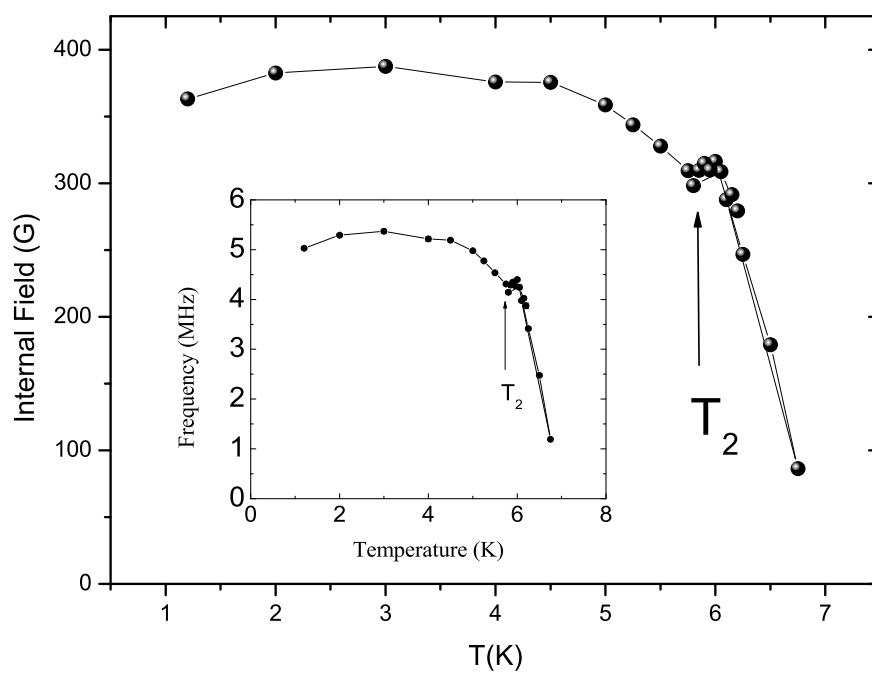 400
300
200
100
0
Internal Field (G)
1 2 3 4 5 6 7
T(K)
T2
6
5
4
3
2
1
0
Frequency (MHz)
0 2 4 6 8
Temperature (K)
T2